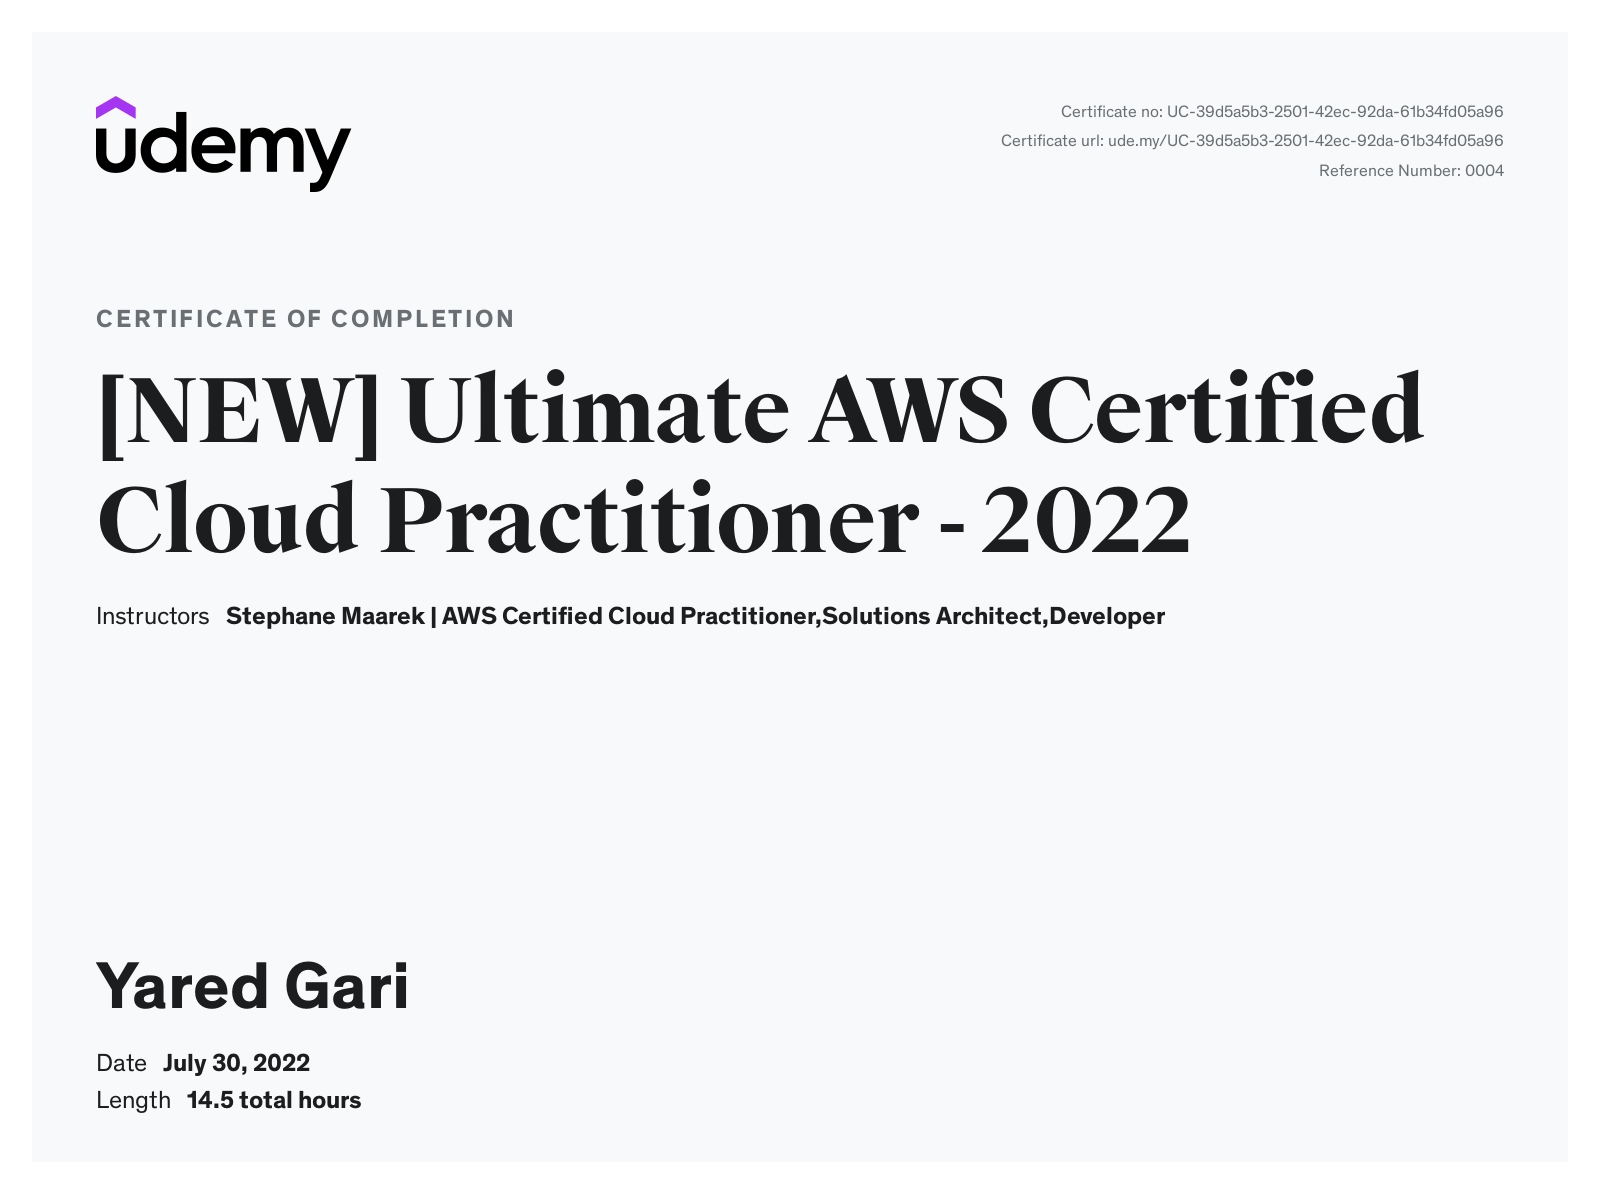 udemy
Certificate no: UC-39d5a5b3-2501-42ec-92da-61b34fd05a96
Certificate url: ude.my/UC-39d5a5b3-2501-42ec-92da-61b34fd05a96
Reference Number: 0004
CERTIFICATE OF COMPLETION
[NEW] Ultimate AWS Certified
Cloud Practitioner - 2022
Instructors Stephane Maarek | AWS Certified Cloud Practitioner,Solutions Architect,Developer
Yared Gari
Date July 30, 2022
Length 14.5 total hours